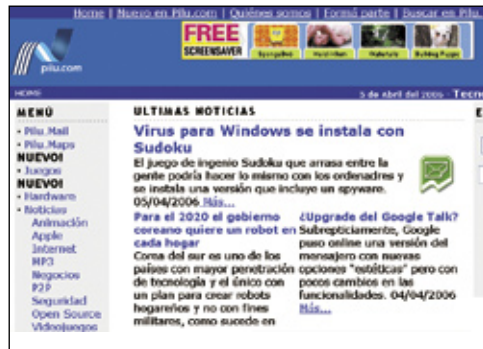 Home | Nuevo en Pilu.com | Quiénes somos | Formá parte | Buscar en Pilu.
FREE
SCREENSAVER
pilu.com
HOME
5 de Abril del 2006 - Tecn
MENÚ
• Pilu.Mail
• Pilu.Maps
NUEVO!
• Juegos
NUEVO!
• Hardware
• Noticias
Animación
Apple
Internet
MP3
Negocios
P2P
Seguridad
Open Source
Videojuegos
ULTIMAS NOTICIAS
Virus para Windows se instala con
Sudoku
El juego de ingenio Sudoku que arrasa entre la
gente podría hacer lo mismo con los ordenadres y
se instala una versión que incluye un spyware.
05/04/2006 Más...
Para el 2020 el gobierno
coreano quiere un robot en
cada hogar
Corea del sur es uno de los
países con mayor penetración
de tecnología y el único con
un plan para crear robots
hogareños y no con fines
militares, como sucede en
¿Upgrade del Google Talk?
Subrepticiamente, Google
puso online una versión del
mensajero con nuevas
opciones "estéticas" pero con
pocos cambios en las
funcionalidades. 04/04/2006
Más...
E